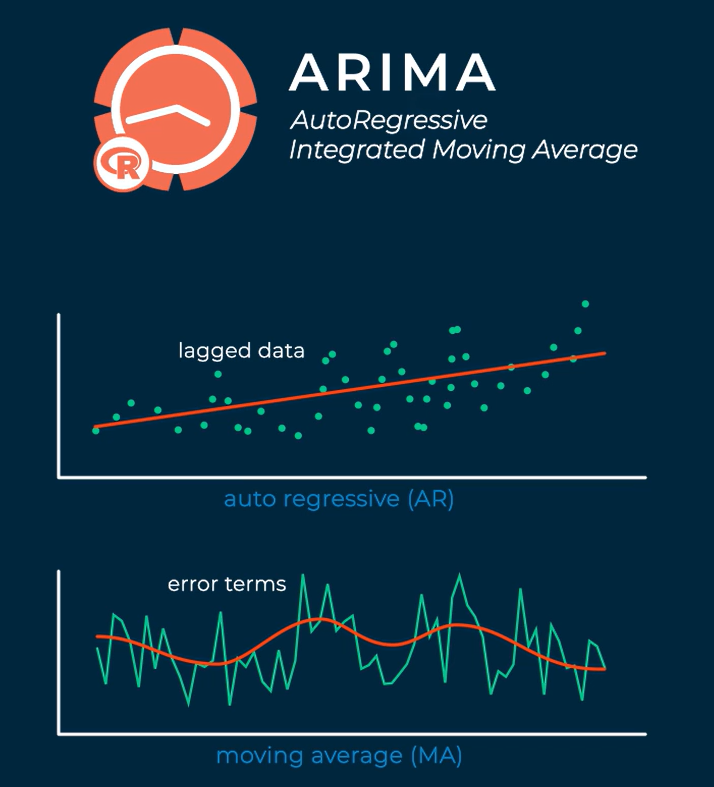 ARIMA
AutoRegressive
Integrated Moving Average
R
lagged data
auto regressive (AR)
error terms
moving average (MA)